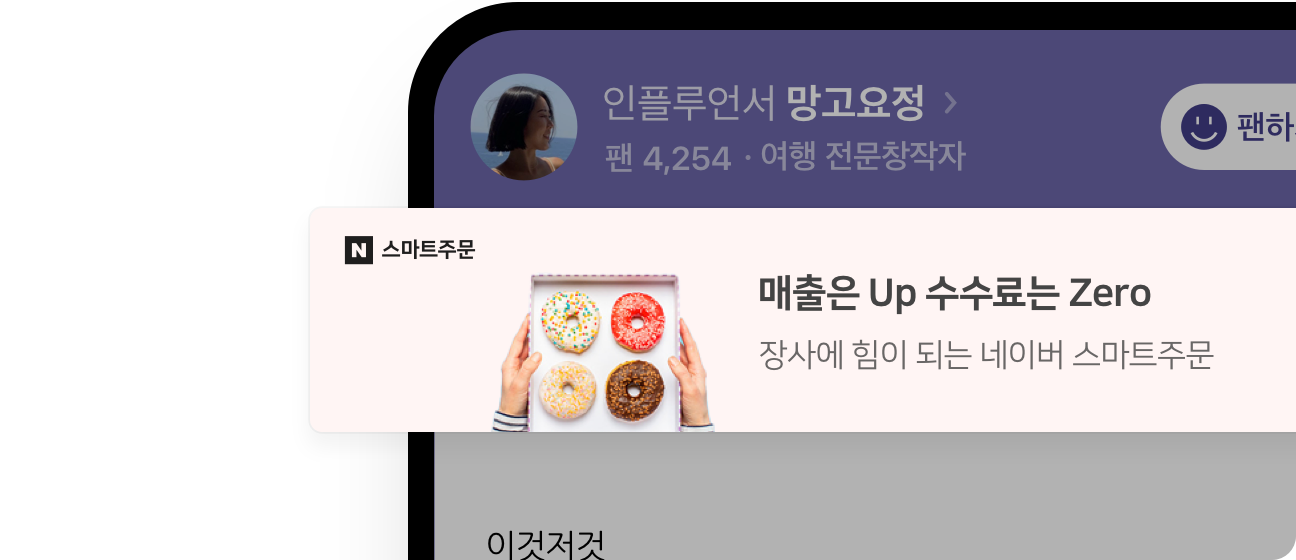 인플루언서 망고요정
팬 4,254 · 여행 전문창작자
팬하
N 스마트주문
매출은 Up 수수료는 Zero
장사에 힘이 되는 네이버 스마트주문
이것저것